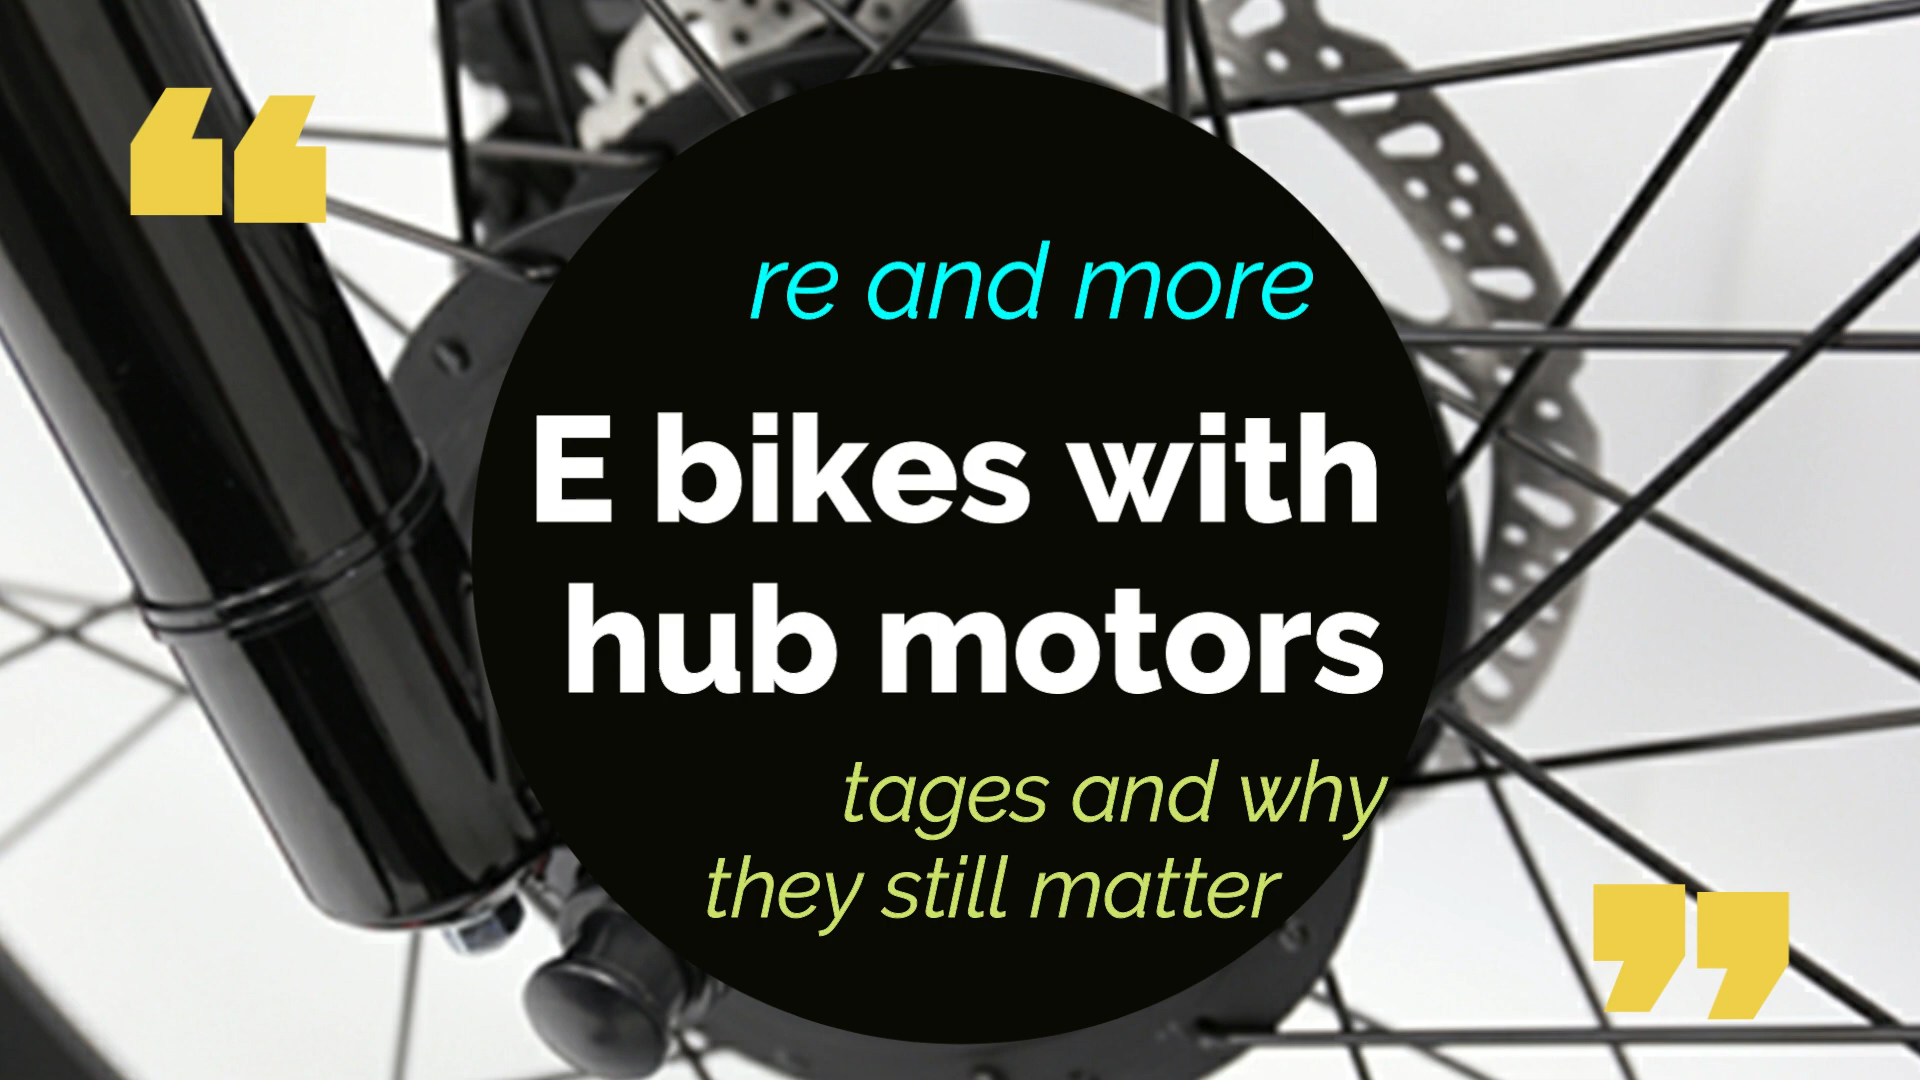 re and more
E bikes with
hub motors
tages and why
they still matter